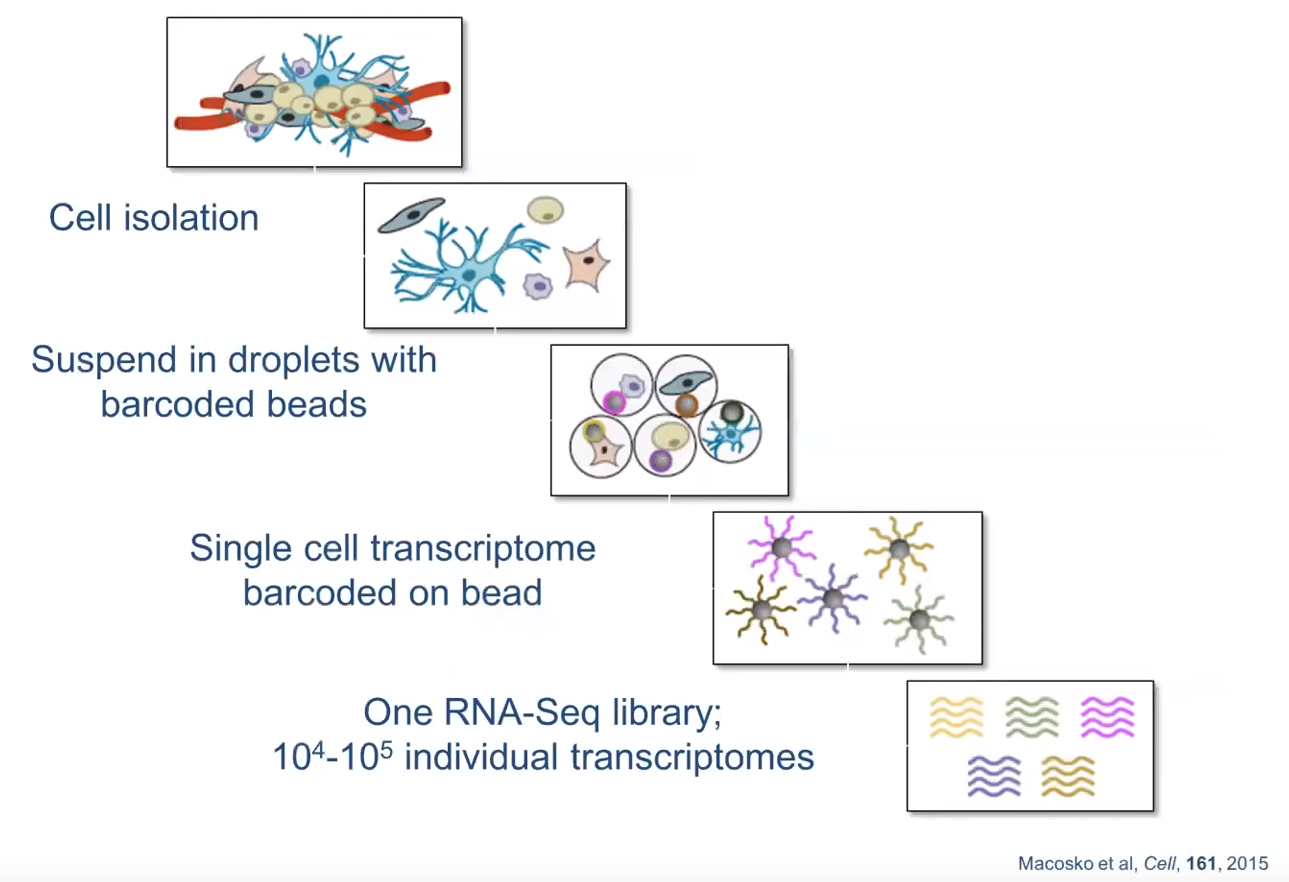 Cell isolation
Suspend in droplets with
barcoded beads
Single cell transcriptome
barcoded on bead
One RNA-Seq library;
10⁴-10⁵ individual transcriptomes
Macosko et al, Cell, 161, 2015